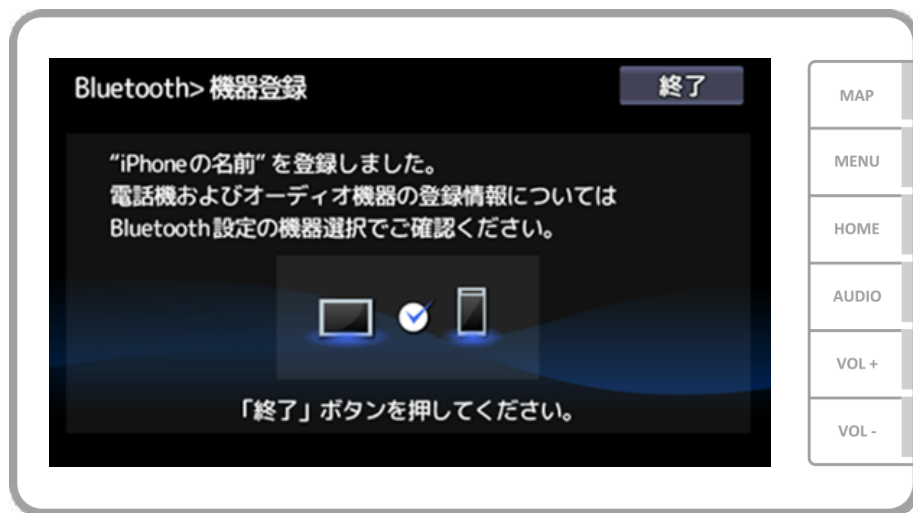 Bluetooth> 機器登録
終了
“iPhoneの名前” を登録しました。
電話機およびオーディオ機器の登録情報については
Bluetooth設定の機器選択でご確認ください。
「終了」ボタンを押してください。
MAP
MENU
HOME
AUDIO
VOL +
VOL -